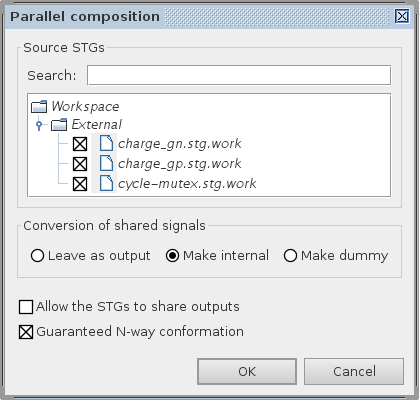 Parallel composition
Source STGs
Search:
Workspace
External
charge_gn.stg.work
charge_gp.stg.work
cycle-mutex.stg.work
Conversion of shared signals
Leave as output Make internal Make dummy
Allow the STGs to share outputs
Guaranteed N-way conformation
OK Cancel